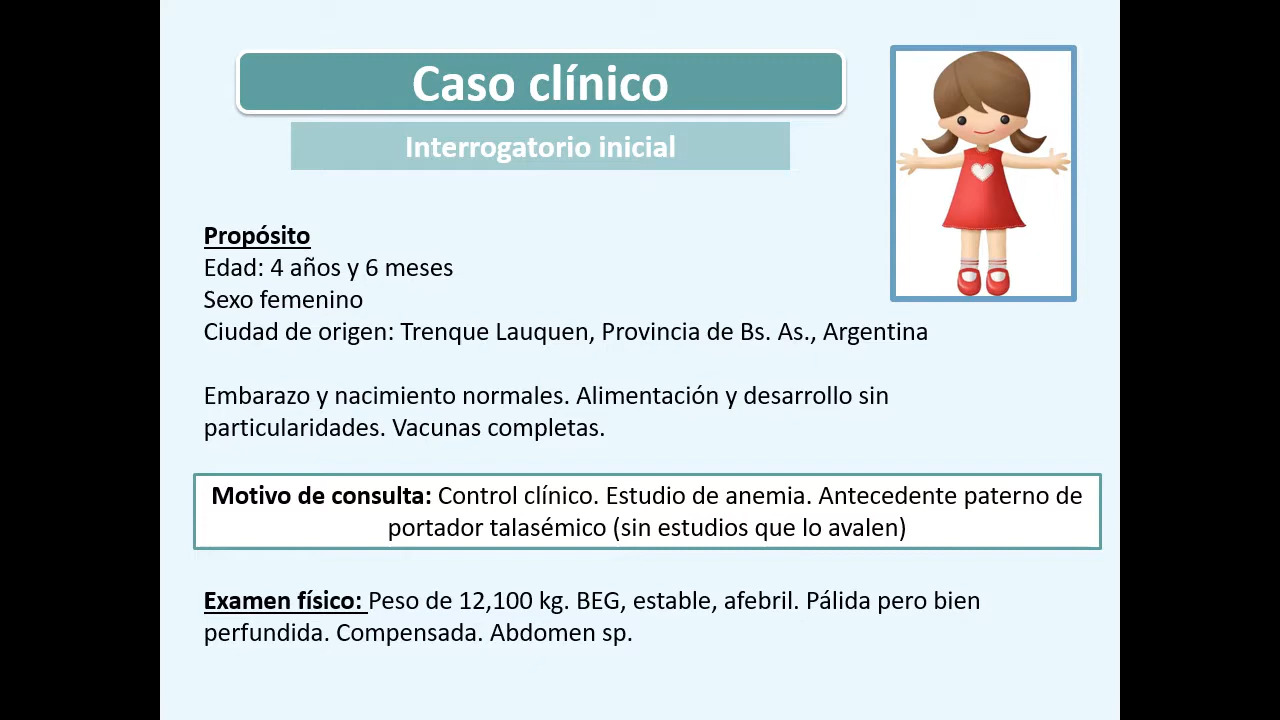 Caso clínico
Interrogatorio inicial
Propósito
Edad: 4 años y 6 meses
Sexo femenino
Ciudad de origen: Trenque Lauquen, Provincia de Bs. As., Argentina
Embarazo y nacimiento normales. Alimentación y desarrollo sin
particularidades. Vacunas completas.
Motivo de consulta: Control clínico. Estudio de anemia. Antecedente paterno de
portador talasémico (sin estudios que lo avalen)
Examen físico: Peso de 12,100 kg. BEG, estable, afebril. Pálida pero bien
perfundida. Compensada. Abdomen sp.